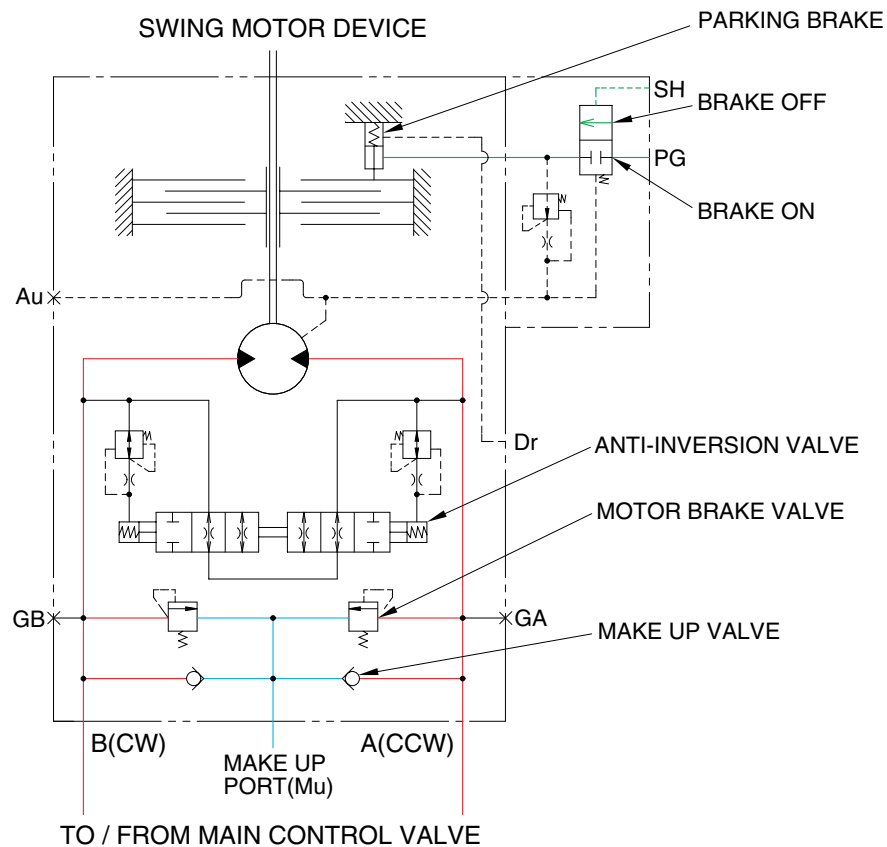 PARKING BRAKE
SWING MOTOR DEVICE
SH
BRAKE OFF
PG
BRAKE ON
Au
Dr
ANTI-INVERSION VALVE
MOTOR BRAKE VALVE
GB
GA
MAKE UP VALVE
B(CW)
A(CCW)
MAKE UP
PORT(Mu)
TO / FROM MAIN CONTROL VALVE